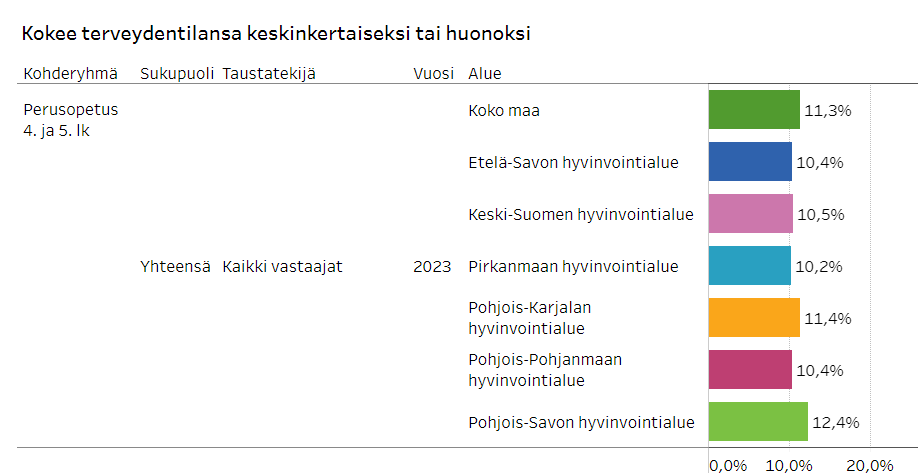 Kokee terveydentilansa keskinkertaiseksi tai huonoksi
Kohderyhmä Sukupuoli Taustatekijä Vuosi Alue
Perusopetus
4. ja 5. lk
Koko maa 11,3%
Etelä-Savon hyvinvointialue 10,4%
Keski-Suomen hyvinvointialue 10,5%
Yhteensä Kaikki vastaajat 2023 Pirkanmaan hyvinvointialue 10,2%
Pohjois-Karjalan
hyvinvointialue 11,4%
Pohjois-Pohjanmaan
hyvinvointialue 10,4%
Pohjois-Savon hyvinvointialue 12,4%
0,0% 10,0% 20,0%